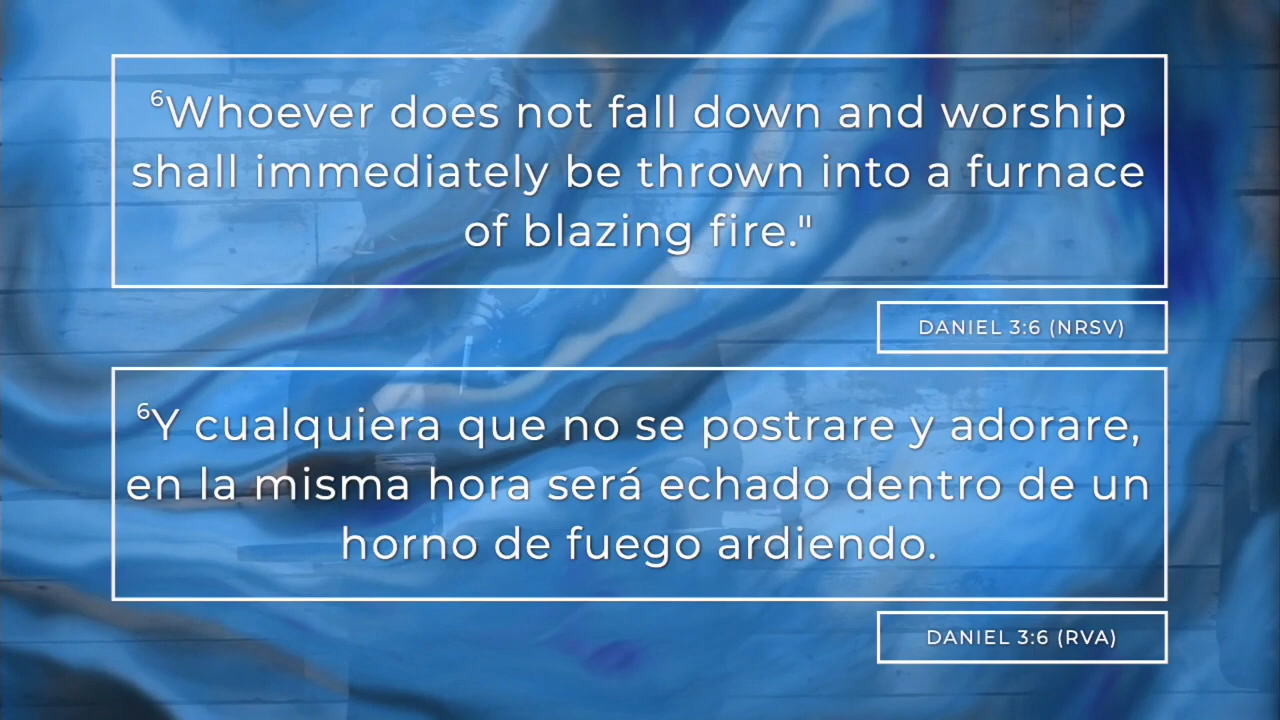 ⁶Whoever does not fall down and worship
shall immediately be thrown into a furnace
of blazing fire."
DANIEL 3:6 (NRSV)
⁶Y cualquiera que no se postrare y adorare,
en la misma hora será echado dentro de un
horno de fuego ardiendo.
DANIEL 3:6 (RVA)